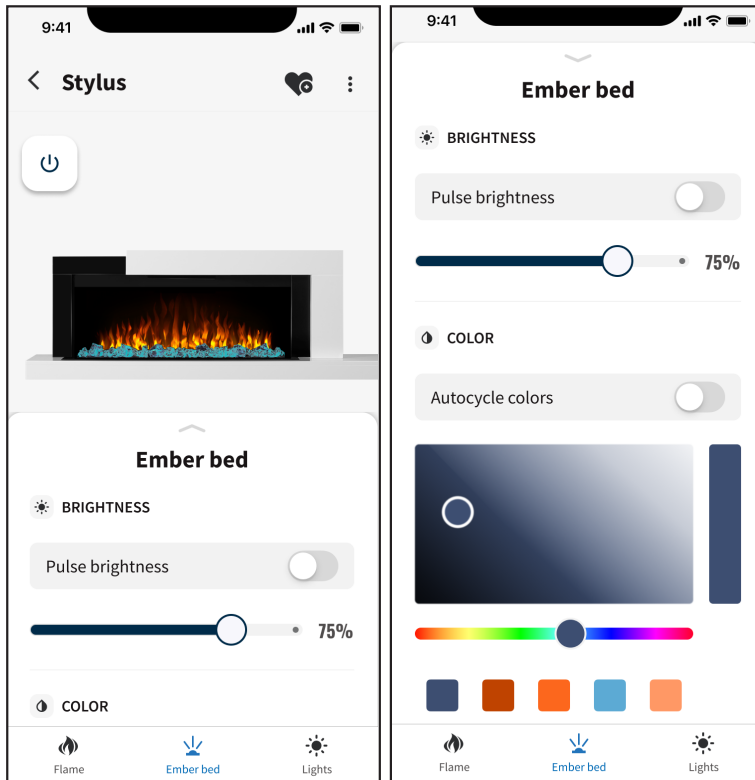 9:41
Stylus
Ember bed
BRIGHTNESS
Pulse brightness
75%
COLOR
Flame
Ember bed
Lights
9:41
Ember bed
BRIGHTNESS
Pulse brightness
75%
COLOR
Autocycle colors
Flame
Ember bed
Lights